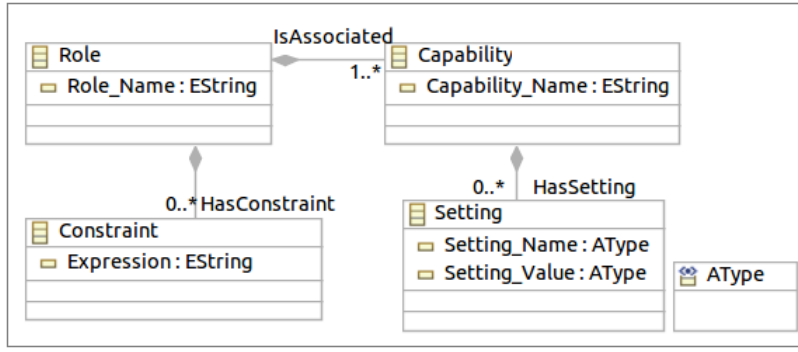 IsAssociated
Role
Capability
1..*
Role_Name : EString
Capability_Name : EString
0..* HasConstraint
0..* HasSetting
Constraint
Setting
Expression : EString
Setting_Name : AType
Setting_Value : AType
AType